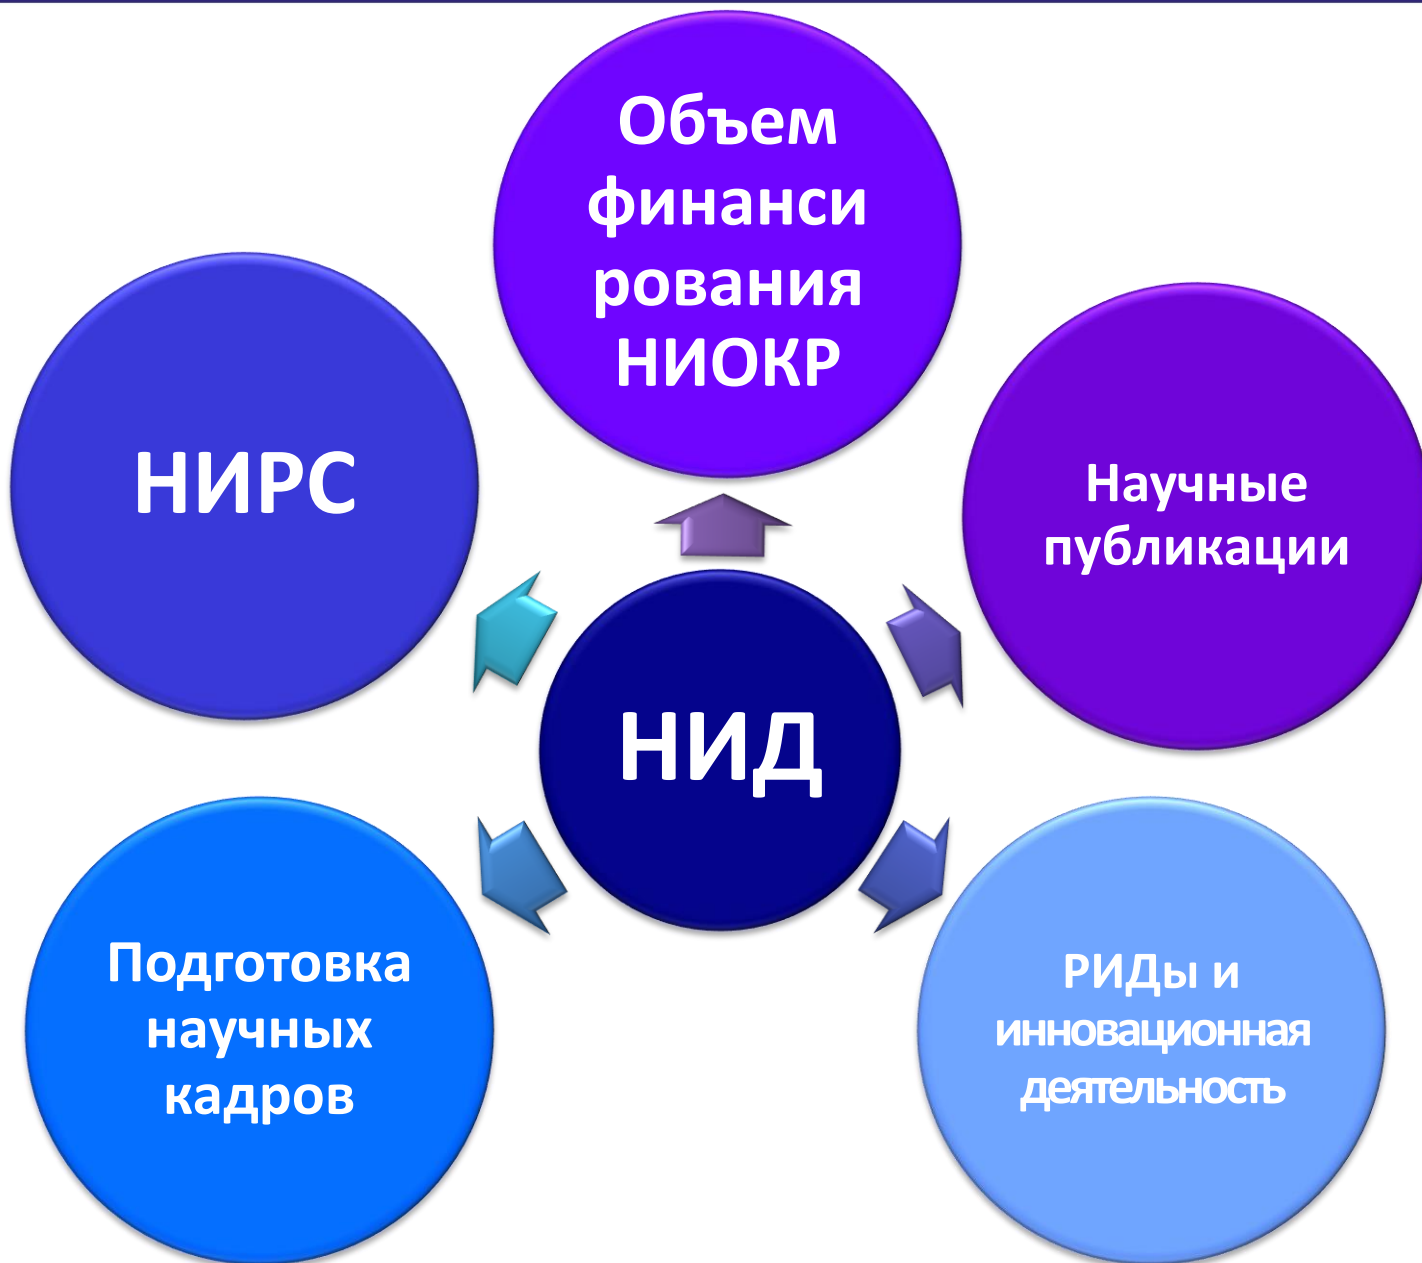 Объем
финанси
рования
НИОКР
НИРС
Научные
публикации
НИД
Подготовка
научных
кадров
РИДы и
инновационная
деятельность